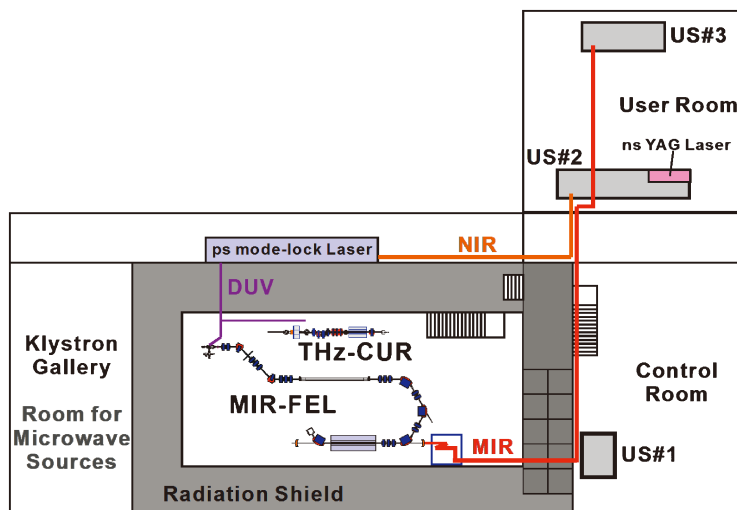 US#3
User Room
US#2
ns YAG Laser
ps mode-lock Laser
NIR
DUV
THz-CUR
Klystron
Gallery
MIR-FEL
Control
Room
Room for
Microwave
Sources
MIR
US#1
Radiation Shield